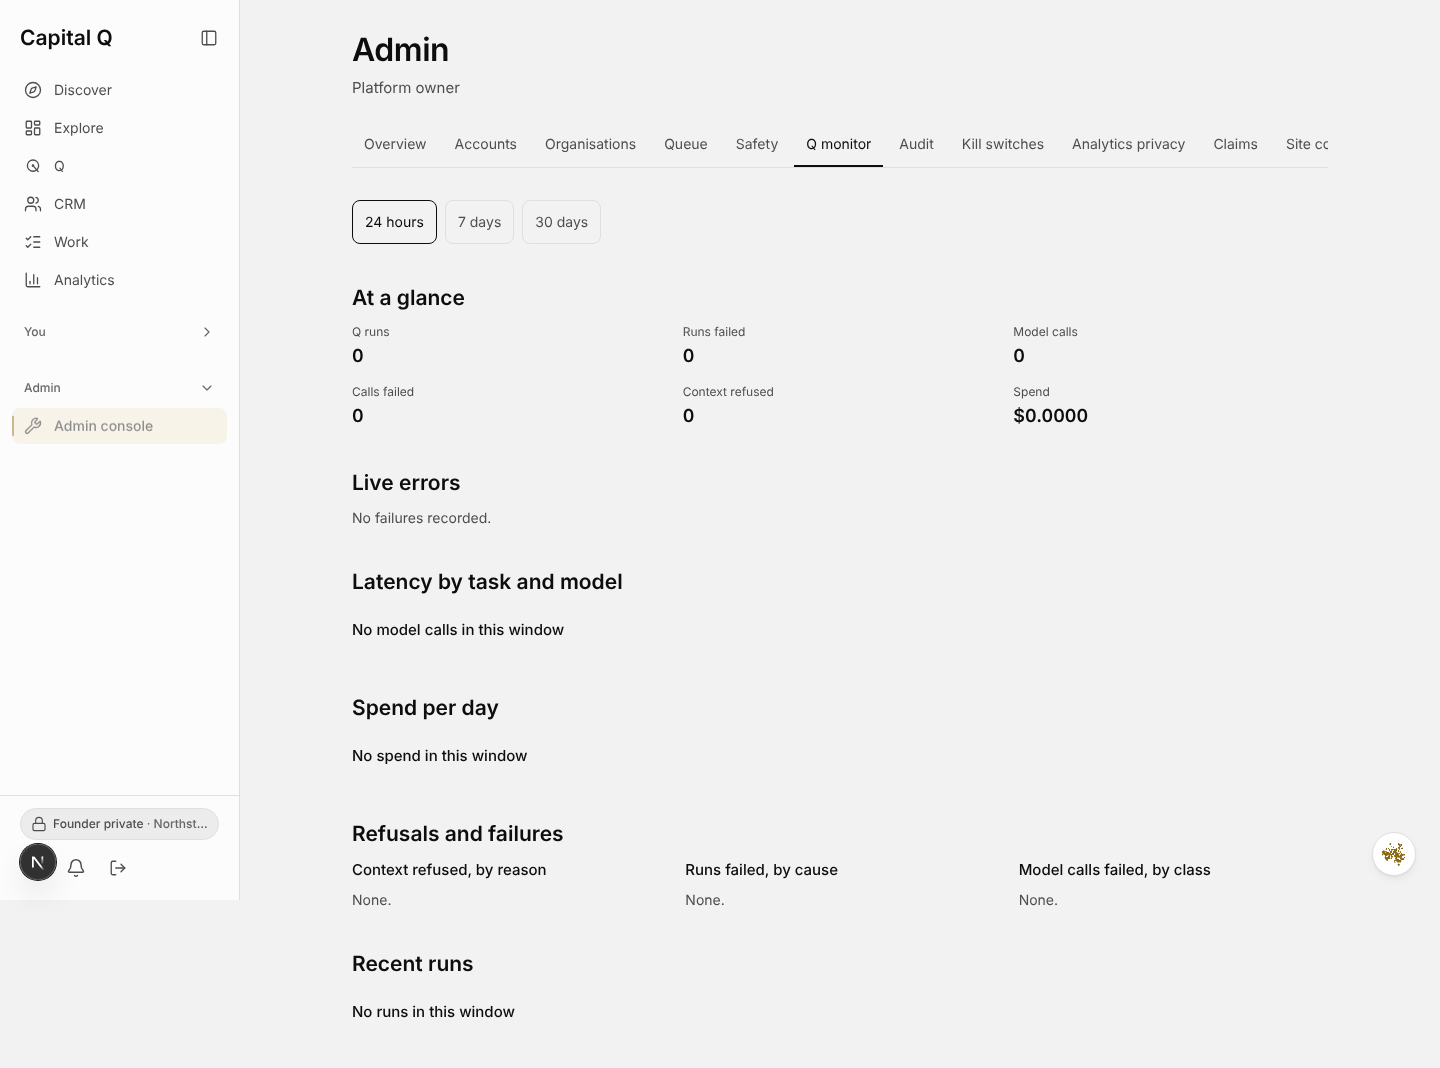 Capital Q
Discover
Explore
Q
CRM
Work
Analytics
You
Admin
Admin console
Founder private · Northst...
N
Admin
Platform owner
Overview Accounts Organisations Queue Safety Q monitor Audit Kill switches Analytics privacy Claims Site co
24 hours 7 days 30 days
At a glance
Q runs Runs failed Model calls
0 0 0
Calls failed Context refused Spend
0 0 $0.0000
Live errors
No failures recorded.
Latency by task and model
No model calls in this window
Spend per day
No spend in this window
Refusals and failures
Context refused, by reason Runs failed, by cause Model calls failed, by class
None. None. None.
Recent runs
No runs in this window